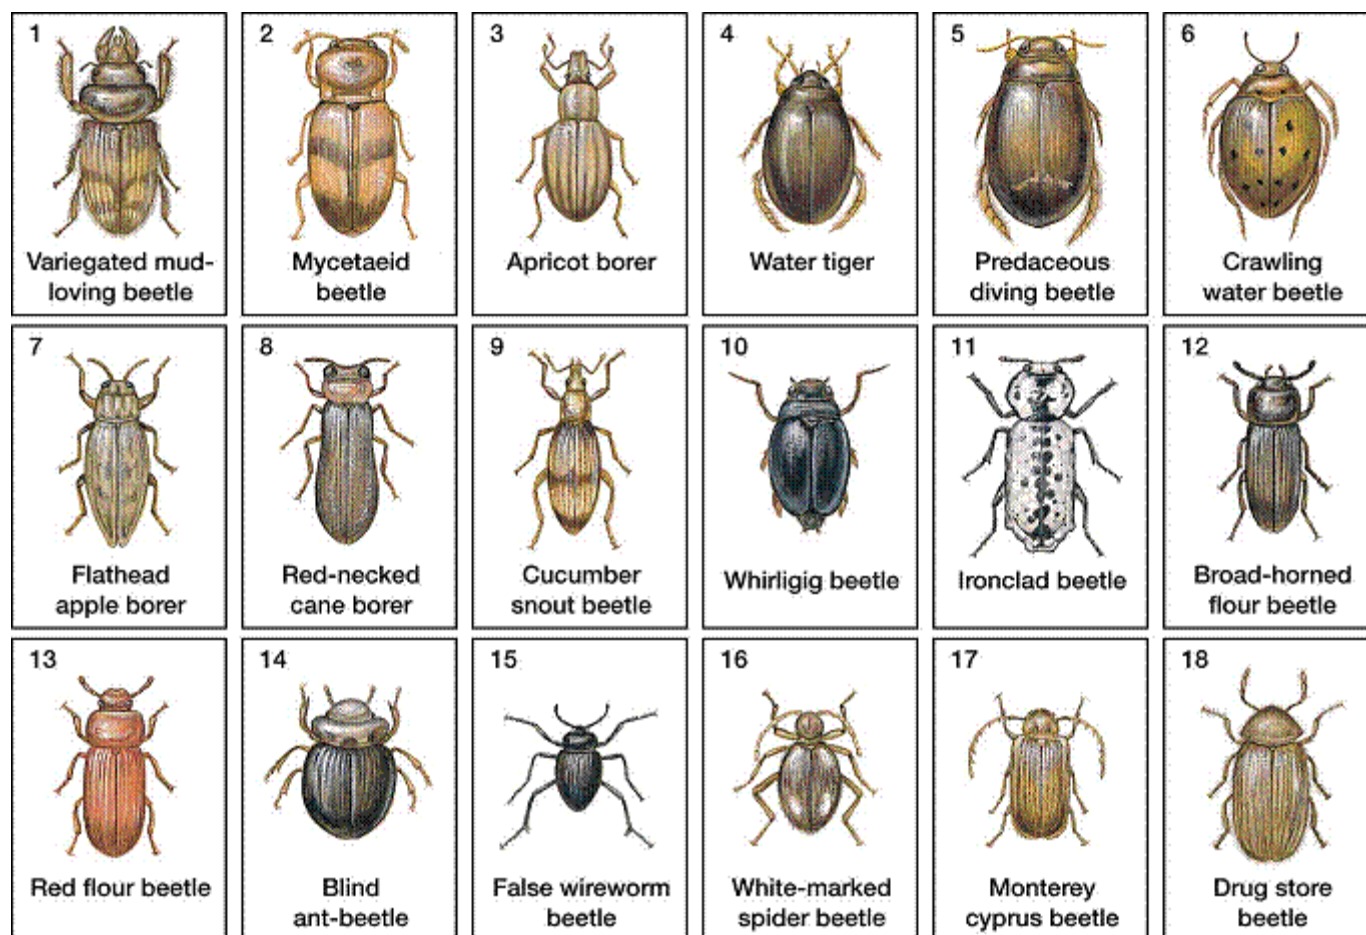 1
Variegated mud-
loving beetle
2
Mycetaeid
beetle
3
Apricot borer
4
Water tiger
5
Predaceous
diving beetle
6
Crawling
water beetle
7
Flathead
apple borer
8
Red-necked
cane borer
9
Cucumber
snout beetle
10
Whirligig beetle
11
Ironclad beetle
12
Broad-horned
flour beetle
13
Red flour beetle
14
Blind
ant-beetle
15
False wireworm
beetle
16
White-marked
spider beetle
17
Monterey
cyprus beetle
18
Drug store
beetle